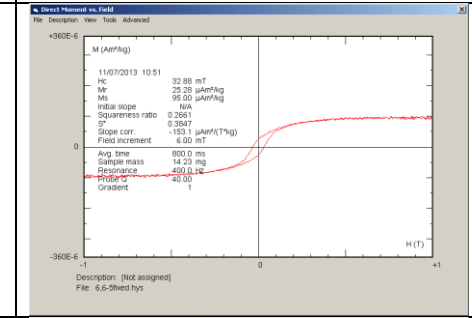 Direct Moment vs. Field
File Description View Tools Advanced
+360E-6
M (Am²/kg)
11/07/2013 10:51
Hc 32.88 mT
Mr 25.28 µAm²/kg
Ms 95.00 µAm²/kg
Initial slope N/A
Squareness ratio 0.2661
S* 0.3847
Slope corr. -153.1 µAm²/(T*kg)
Field increment 6.00 mT
0
Avg. time 800.0 ms
Sample mass 14.23 mg
Resonance 400.0 Hz
Probe Q 40.00
Gradient 1
H (T)
-360E-6
-1 0 +1
Description: [Not assigned]
File: 6,6-5fixed.hys